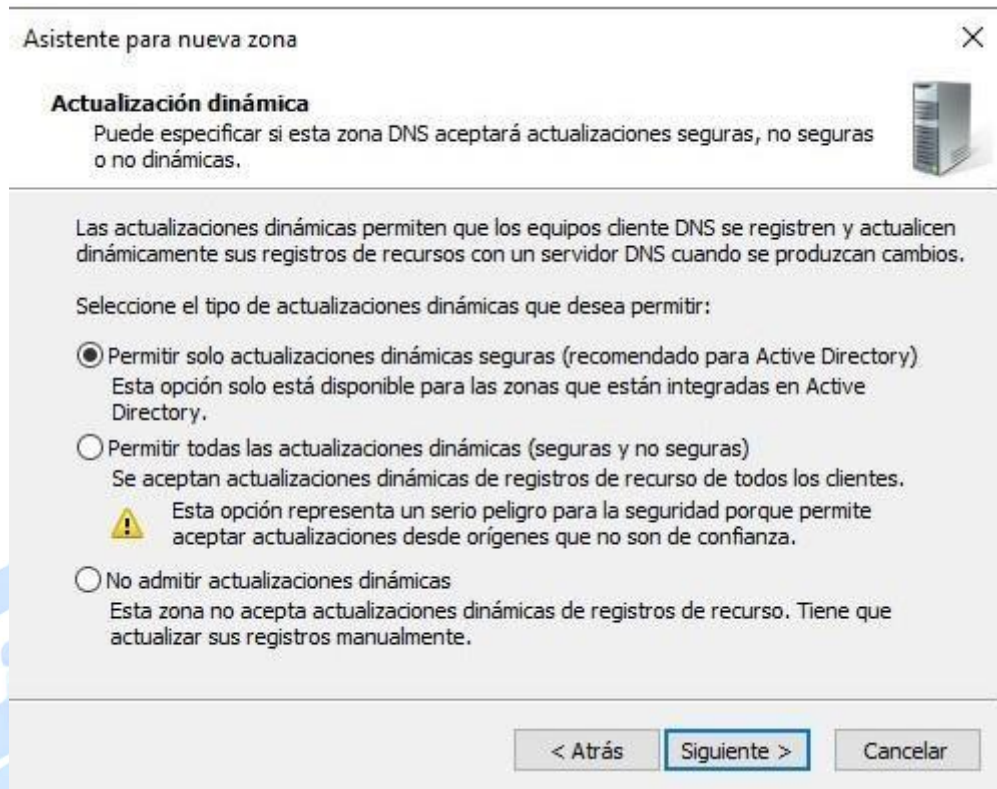 Asistente para nueva zona
Actualización dinámica
Puede especificar si esta zona DNS aceptará actualizaciones seguras, no seguras
o no dinámicas.
Las actualizaciones dinámicas permiten que los equipos cliente DNS se registren y actualicen
dinámicamente sus registros de recursos con un servidor DNS cuando se produzcan cambios.
Seleccione el tipo de actualizaciones dinámicas que desea permitir:
Permitir solo actualizaciones dinámicas seguras (recomendado para Active Directory)
Esta opción solo está disponible para las zonas que están integradas en Active
Directory.
Permitir todas las actualizaciones dinámicas (seguras y no seguras)
Se aceptan actualizaciones dinámicas de registros de recurso de todos los clientes.
Esta opción representa un serio peligro para la seguridad porque permite
aceptar actualizaciones desde orígenes que no son de confianza.
No admitir actualizaciones dinámicas
Esta zona no acepta actualizaciones dinámicas de registros de recurso. Tiene que
actualizar sus registros manualmente.
< Atrás
Siguiente >
Cancelar